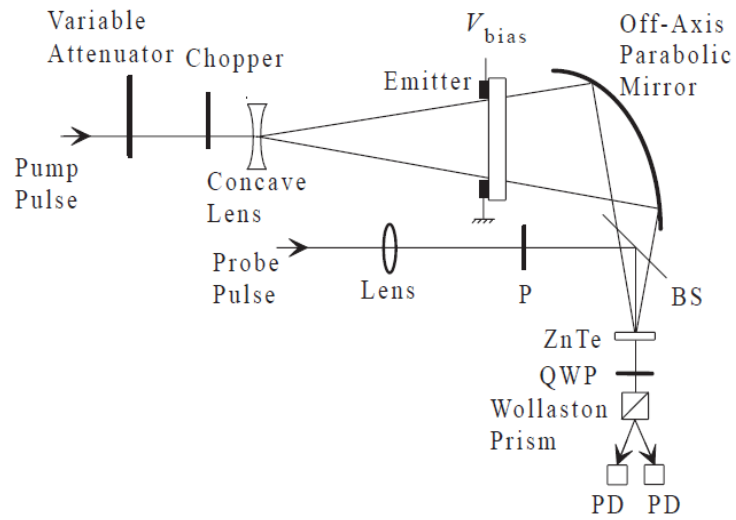 Variable
Attenuator
Chopper
V bias
Emitter
Off-Axis
Parabolic
Mirror
Pump
Pulse
Concave
Lens
Probe
Pulse
Lens
P
BS
ZnTe
QWP
Wollaston
Prism
PD PD